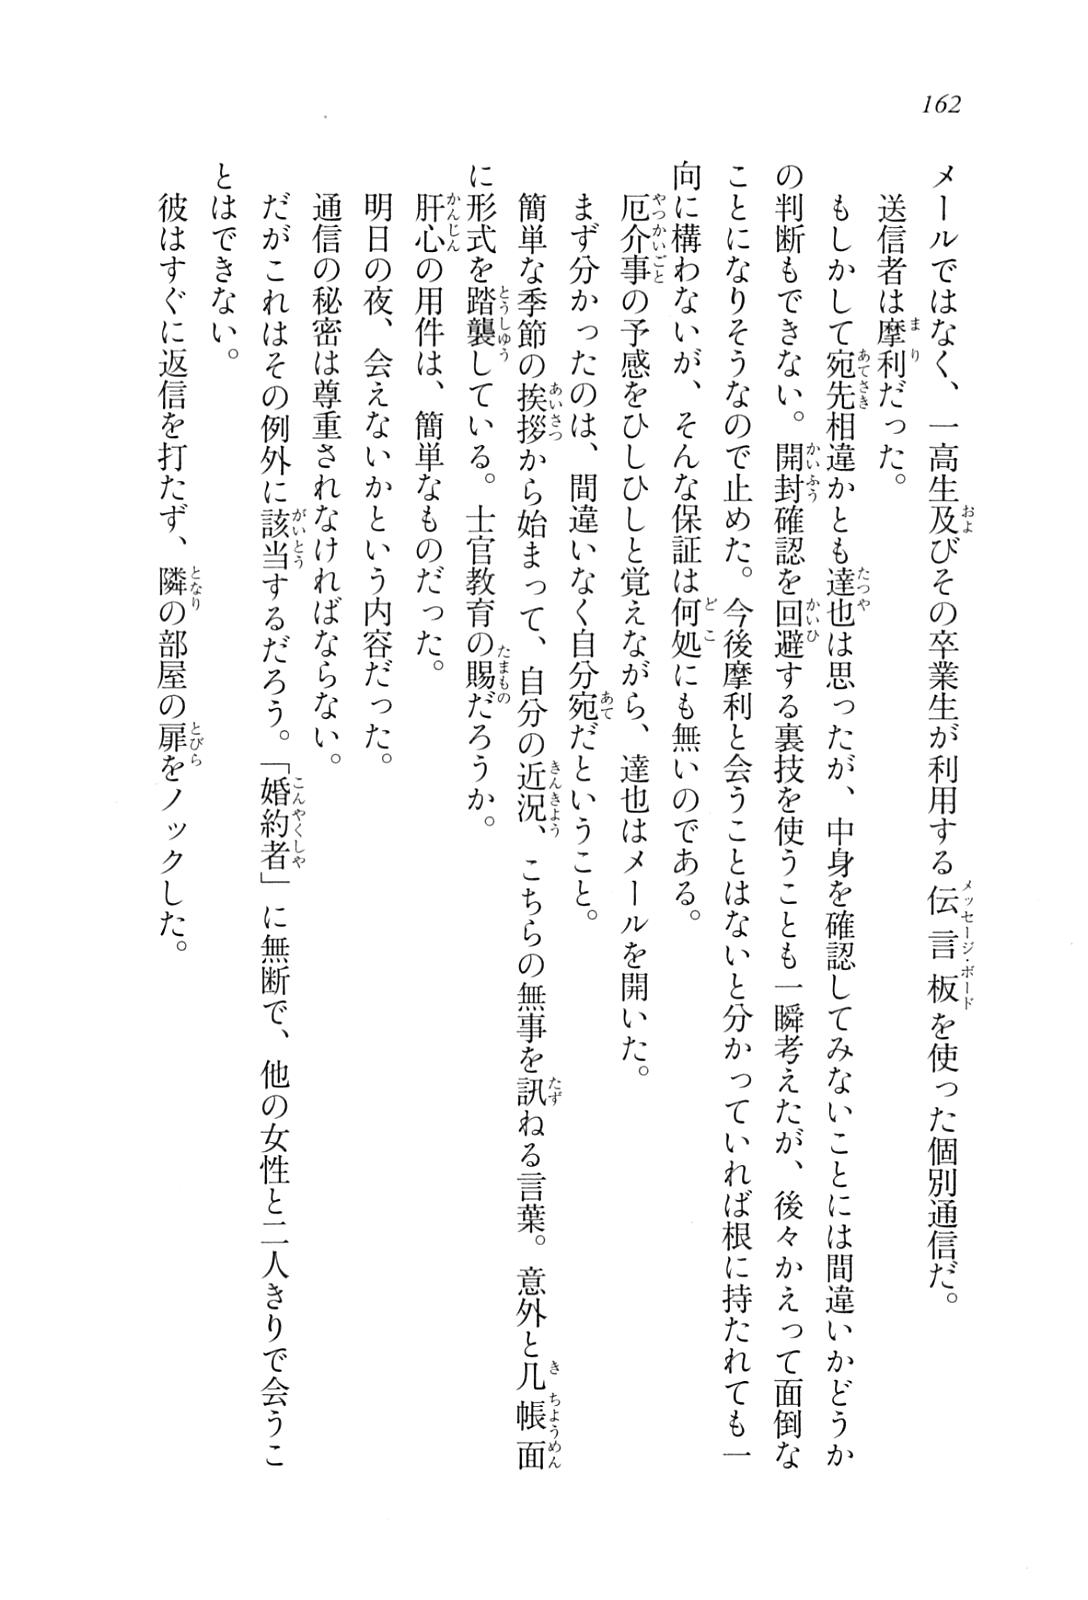 162
メールではなく、一高生及びその卒業生が利用する伝言板を使った個別通信だ。
送信者は摩利だった。
もしかして宛先相違かとも達也は思ったが、中身を確認してみないことには間違いかどうか
の判断もできない。開封確認を回避する裏技を使うことも一瞬考えたが、後々かえって面倒な
ことになりそうなので止めた。今後摩利と会うことはないと分かっていれば根に持たれても一
向に構わないが、そんな保証は何処にも無いのである。
厄介事の予感をひしひしと覚えながら、達也はメールを開いた。
まず分かったのは、間違いなく自分宛だということ。
簡単な季節の挨拶から始まって、自分の近況、こちらの無事を訊ねる言葉。意外と几帳面
に形式を踏襲している。士官教育の賜だろうか。
肝心の用件は、簡単なものだった。
明日の夜、会えないかという内容だった。
通信の秘密は尊重されなければならない。
だがこれはその例外に該当するだろう。「婚約者」に無断で、他の女性と二人きりで会うこ
とはできない。
彼はすぐに返信を打たず、隣の部屋の扉をノックした。